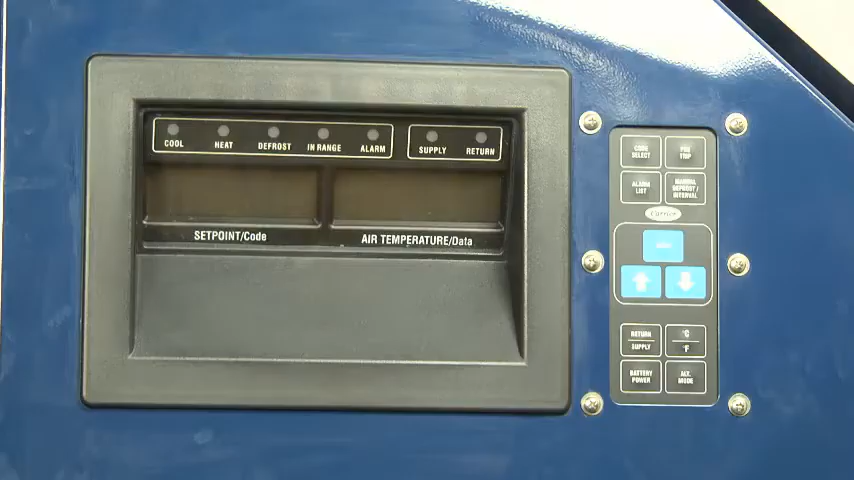 COOL HEAT DEFROST IN RANGE ALARM SUPPLY RETURN
SETPOINT/Code AIR TEMPERATURE/Data
CODE SELECT
PRE TRIP
ALARM LIST
MANUAL DEFROST / INTERVAL
Carrier
RETURN
SUPPLY
°C
°F
BATTERY POWER
ALT. MODE